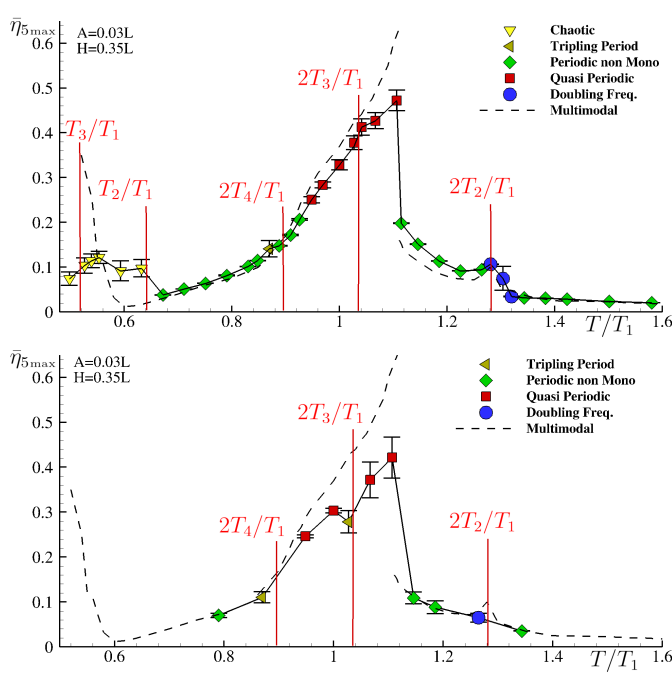 η̄5max
A=0.03L
H=0.35L
Chaotic
Tripling Period
Periodic non Mono
Quasi Periodic
Doubling Freq.
Multimodal
T3/T1
T2/T1
2T4/T1
2T3/T1
2T2/T1
0.6
0.5
0.4
0.3
0.2
0.1
0
0.6
0.8
1
1.2
1.4
1.6
T/T1
η̄5max
A=0.03L
H=0.35L
Tripling Period
Periodic non Mono
Quasi Periodic
Doubling Freq.
Multimodal
2T4/T1
2T3/T1
2T2/T1
0.6
0.5
0.4
0.3
0.2
0.1
0
0.6
0.8
1
1.2
1.4
1.6
T/T1